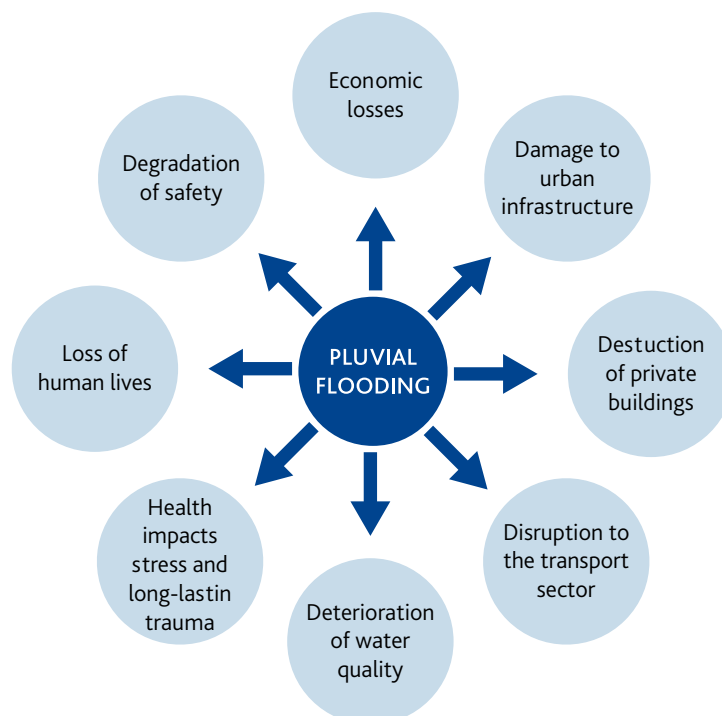 Economic
losses
Damage to
urban
infrastructure
Destuction
of private
buildings
Disruption to
the transport
sector
Deterioration
of water
quality
Health
impacts
stress and
long-lastin
trauma
Loss of
human lives
Degradation
of safety
PLUVIAL
FLOODING